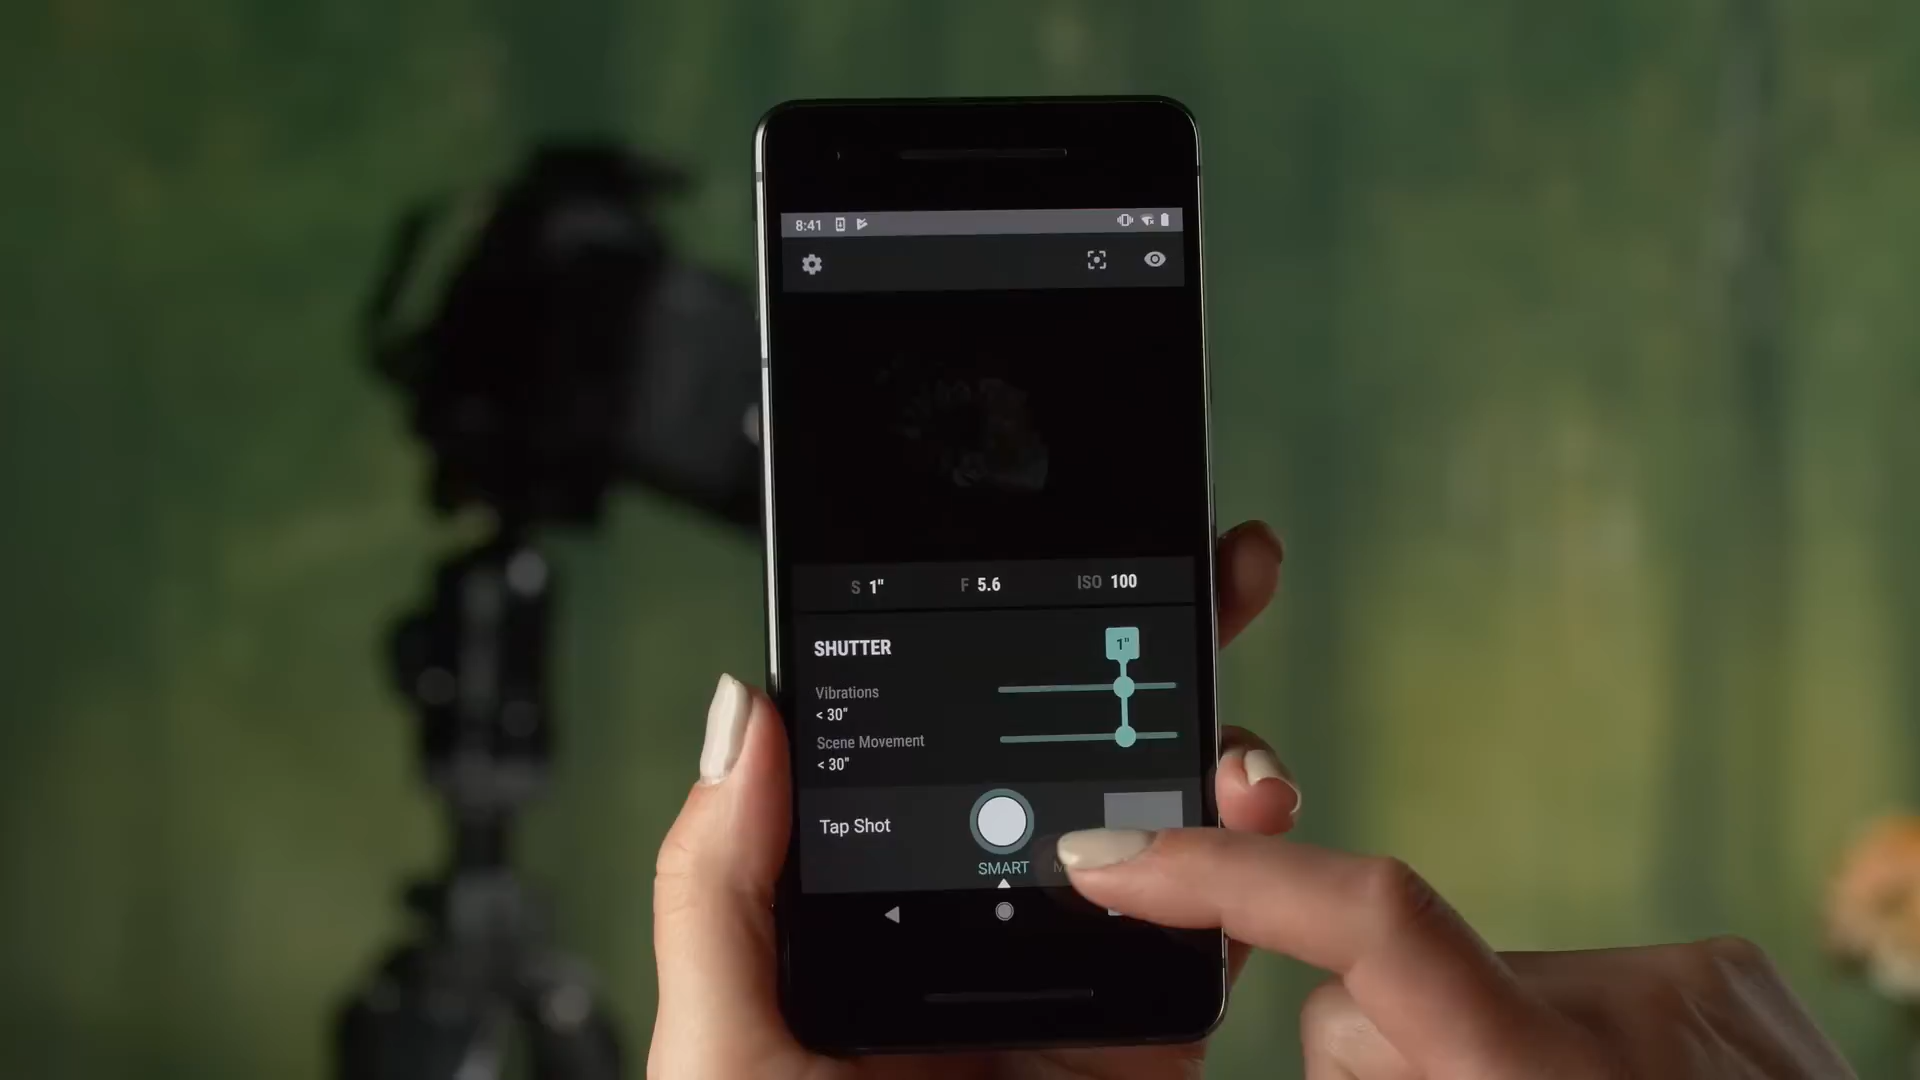 8:41
S 1" F 5.6 ISO 100
SHUTTER
1"
Vibrations
< 30"
Scene Movement
< 30"
Tap Shot
SMART